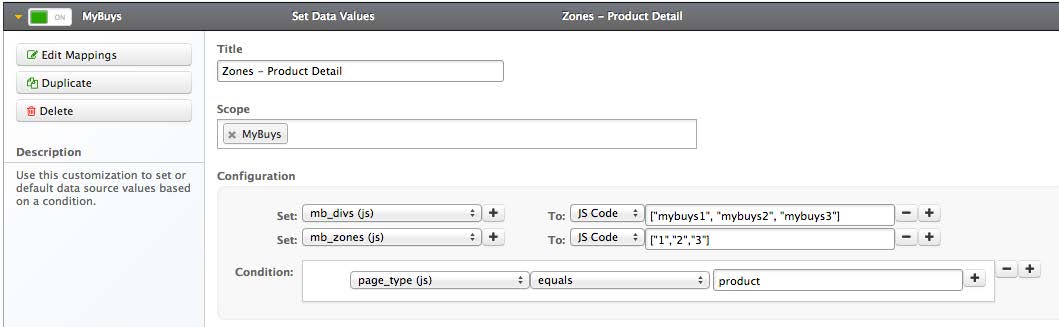 ON MyBuys Set Data Values Zones - Product Detail
Edit Mappings
Duplicate
Delete
Description
Use this customization to set or
default data source values based
on a condition.
Title
Zones - Product Detail
Scope
MyBuys
Configuration
Set: mb_divs (js) To: JS Code ["mybuys1", "mybuys2", "mybuys3"]
Set: mb_zones (js) To: JS Code ["1","2","3"]
Condition: page_type (js) equals product